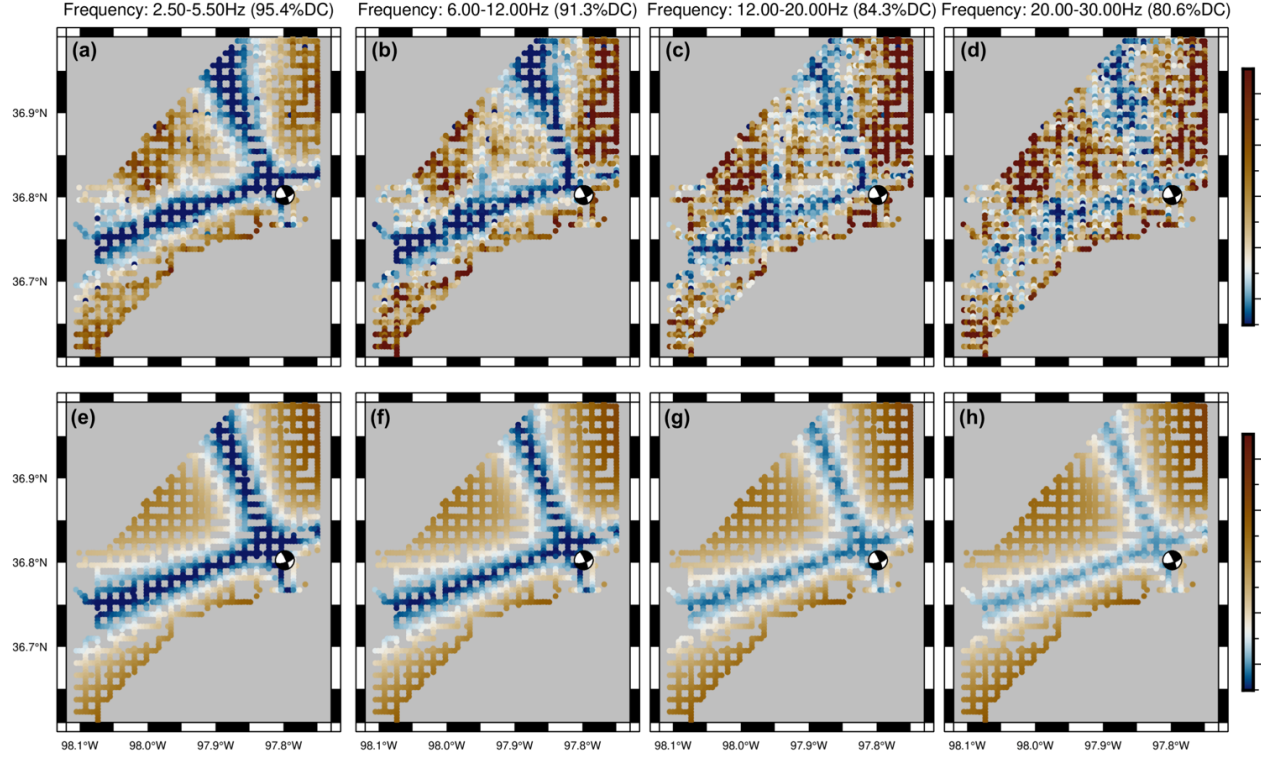 Frequency: 2.50-5.50Hz (95.4%DC) Frequency: 6.00-12.00Hz (91.3%DC) Frequency: 12.00-20.00Hz (84.3%DC) Frequency: 20.00-30.00Hz (80.6%DC)
(a) (b) (c) (d)
36.9°N
36.8°N
36.7°N
(e) (f) (g) (h)
36.9°N
36.8°N
36.7°N
98.1°W 98.0°W 97.9°W 97.8°W 98.1°W 98.0°W 97.9°W 97.8°W 98.1°W 98.0°W 97.9°W 97.8°W 98.1°W 98.0°W 97.9°W 97.8°W